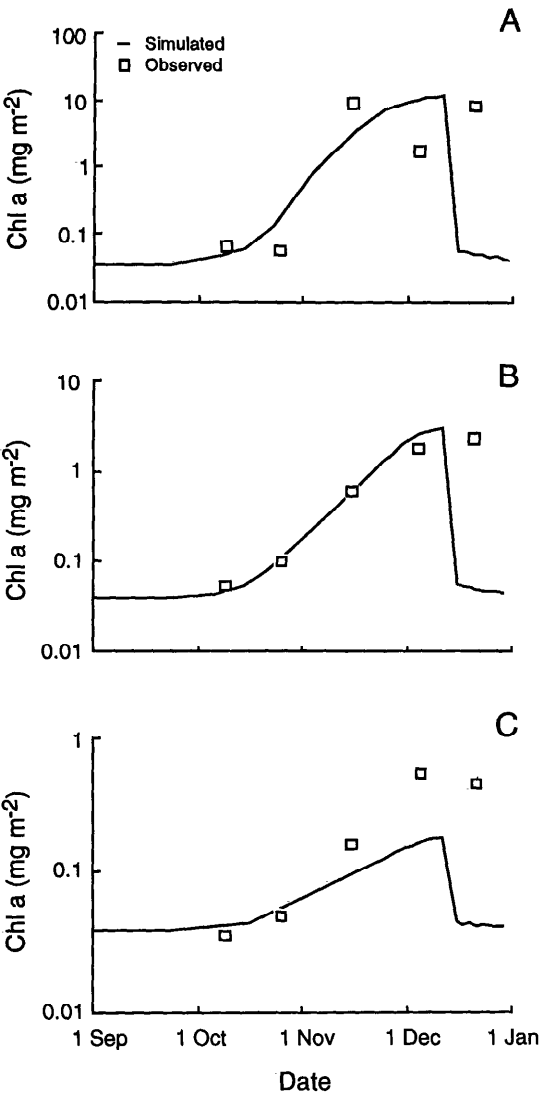 A
100
10
1
0.1
0.01
Chl a (mg m-2)
Simulated
Observed
B
10
1
0.1
0.01
Chl a (mg m-2)
C
1
0.1
0.01
Chl a (mg m-2)
1 Sep 1 Oct 1 Nov 1 Dec 1 Jan
Date